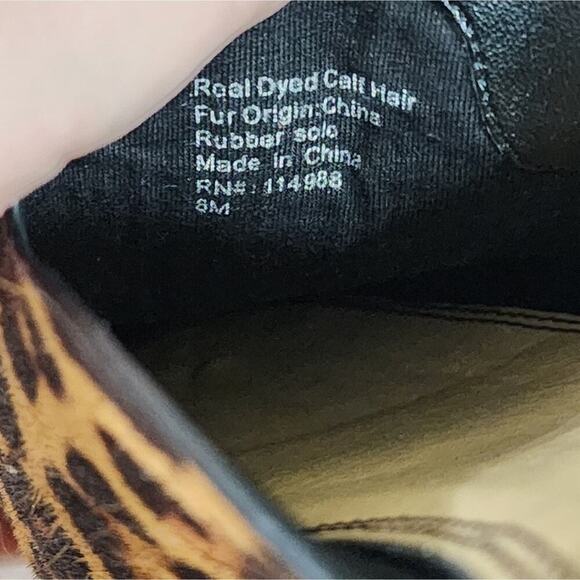 Real Dyed Calf Hair
Fur Origin:China
Rubber sole
Made in China
RN#: 114988
8M